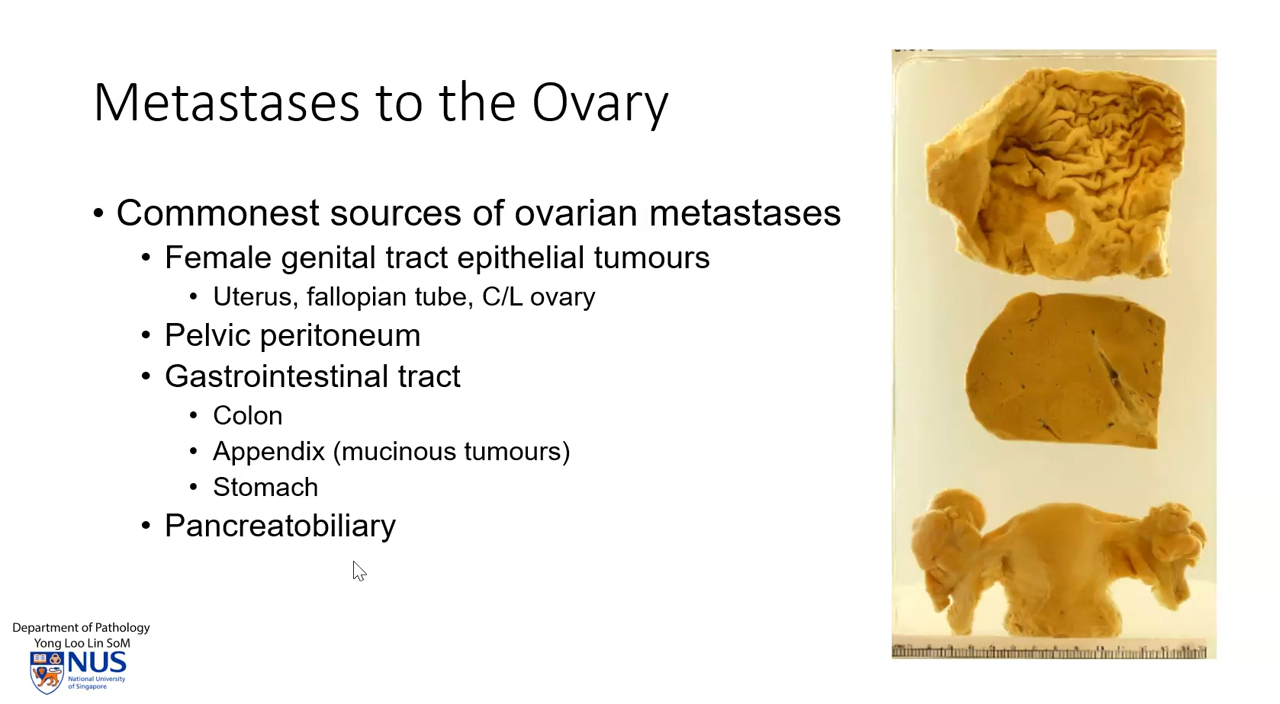 Metastases to the Ovary
• Commonest sources of ovarian metastases
• Female genital tract epithelial tumours
• Uterus, fallopian tube, C/L ovary
• Pelvic peritoneum
• Gastrointestinal tract
• Colon
• Appendix (mucinous tumours)
• Stomach
• Pancreatobiliary
Department of Pathology
Yong Loo Lin SoM
NUS
National University
of Singapore